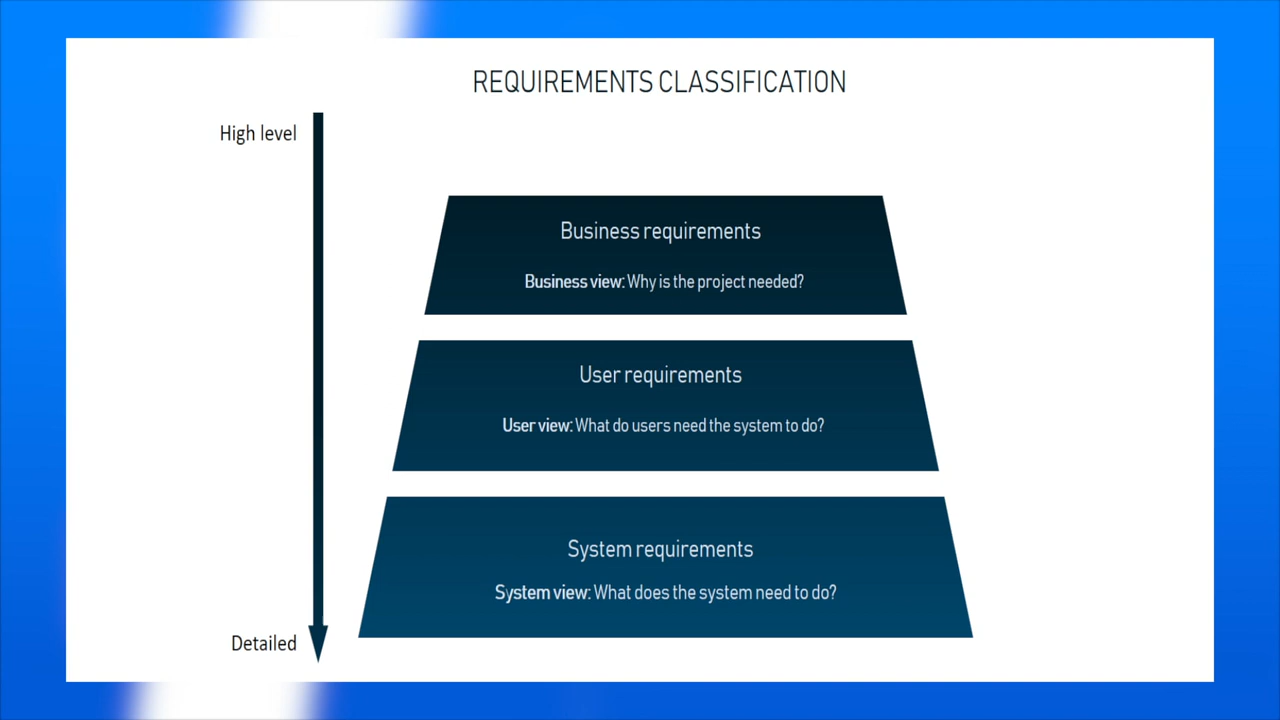 REQUIREMENTS CLASSIFICATION
High level
Business requirements
Business view: Why is the project needed?
User requirements
User view: What do users need the system to do?
System requirements
System view: What does the system need to do?
Detailed